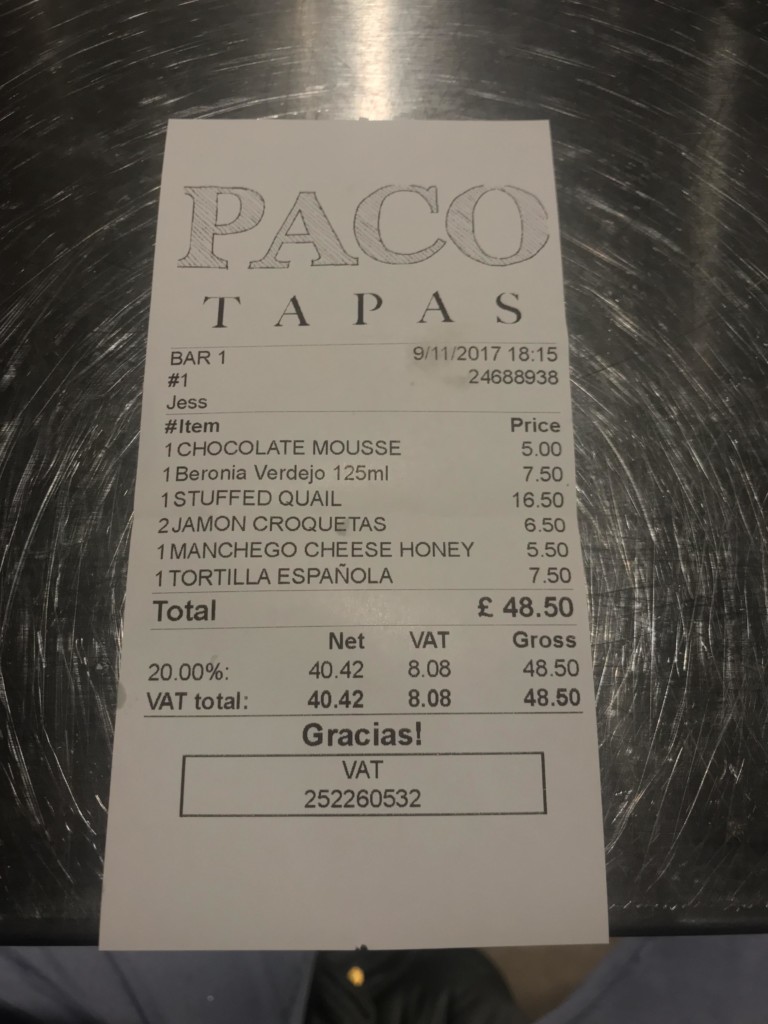 PACO
TAPAS
BAR 1 9/11/2017 18:15
#1 24688938
Jess
#Item Price
1 CHOCOLATE MOUSSE 5.00
1 Beronia Verdejo 125ml 7.50
1 STUFFED QUAIL 16.50
2 JAMON CROQUETAS 6.50
1 MANCHEGO CHEESE HONEY 5.50
1 TORTILLA ESPAÑOLA 7.50
Total £ 48.50
Net VAT Gross
20.00%: 40.42 8.08 48.50
VAT total: 40.42 8.08 48.50
Gracias!
VAT
252260532